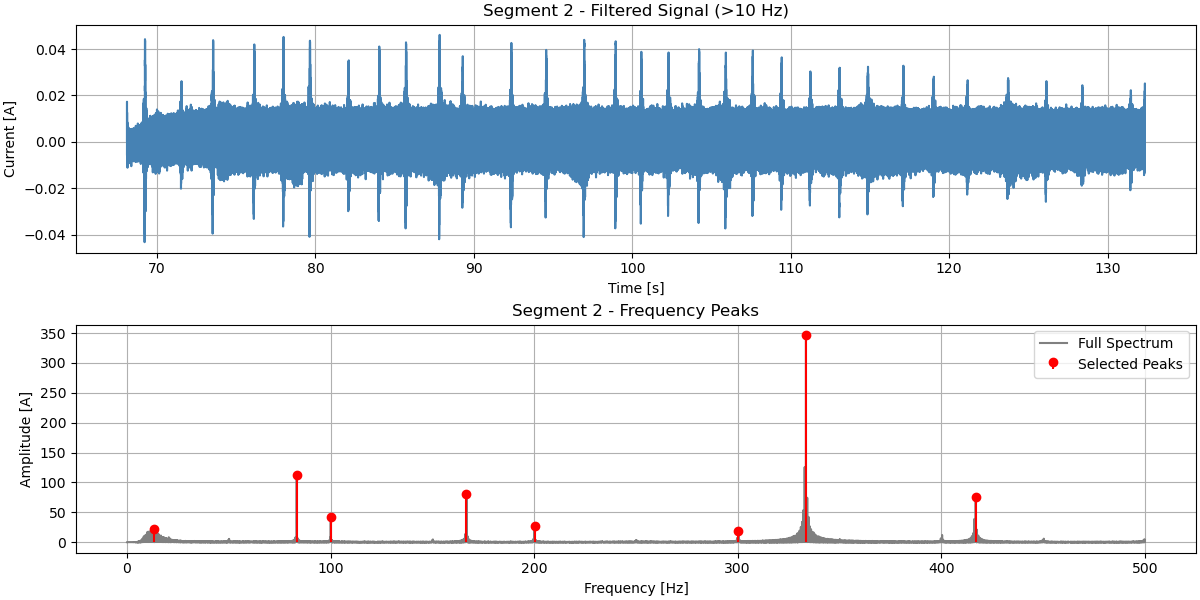 Segment 2 - Filtered Signal (>10 Hz)
Current [A]
0.04
0.02
0.00
−0.02
−0.04
70 80 90 100 110 120 130
Time [s]
Segment 2 - Frequency Peaks
Amplitude [A]
350
300
250
200
150
100
50
0
Full Spectrum
Selected Peaks
0 100 200 300 400 500
Frequency [Hz]